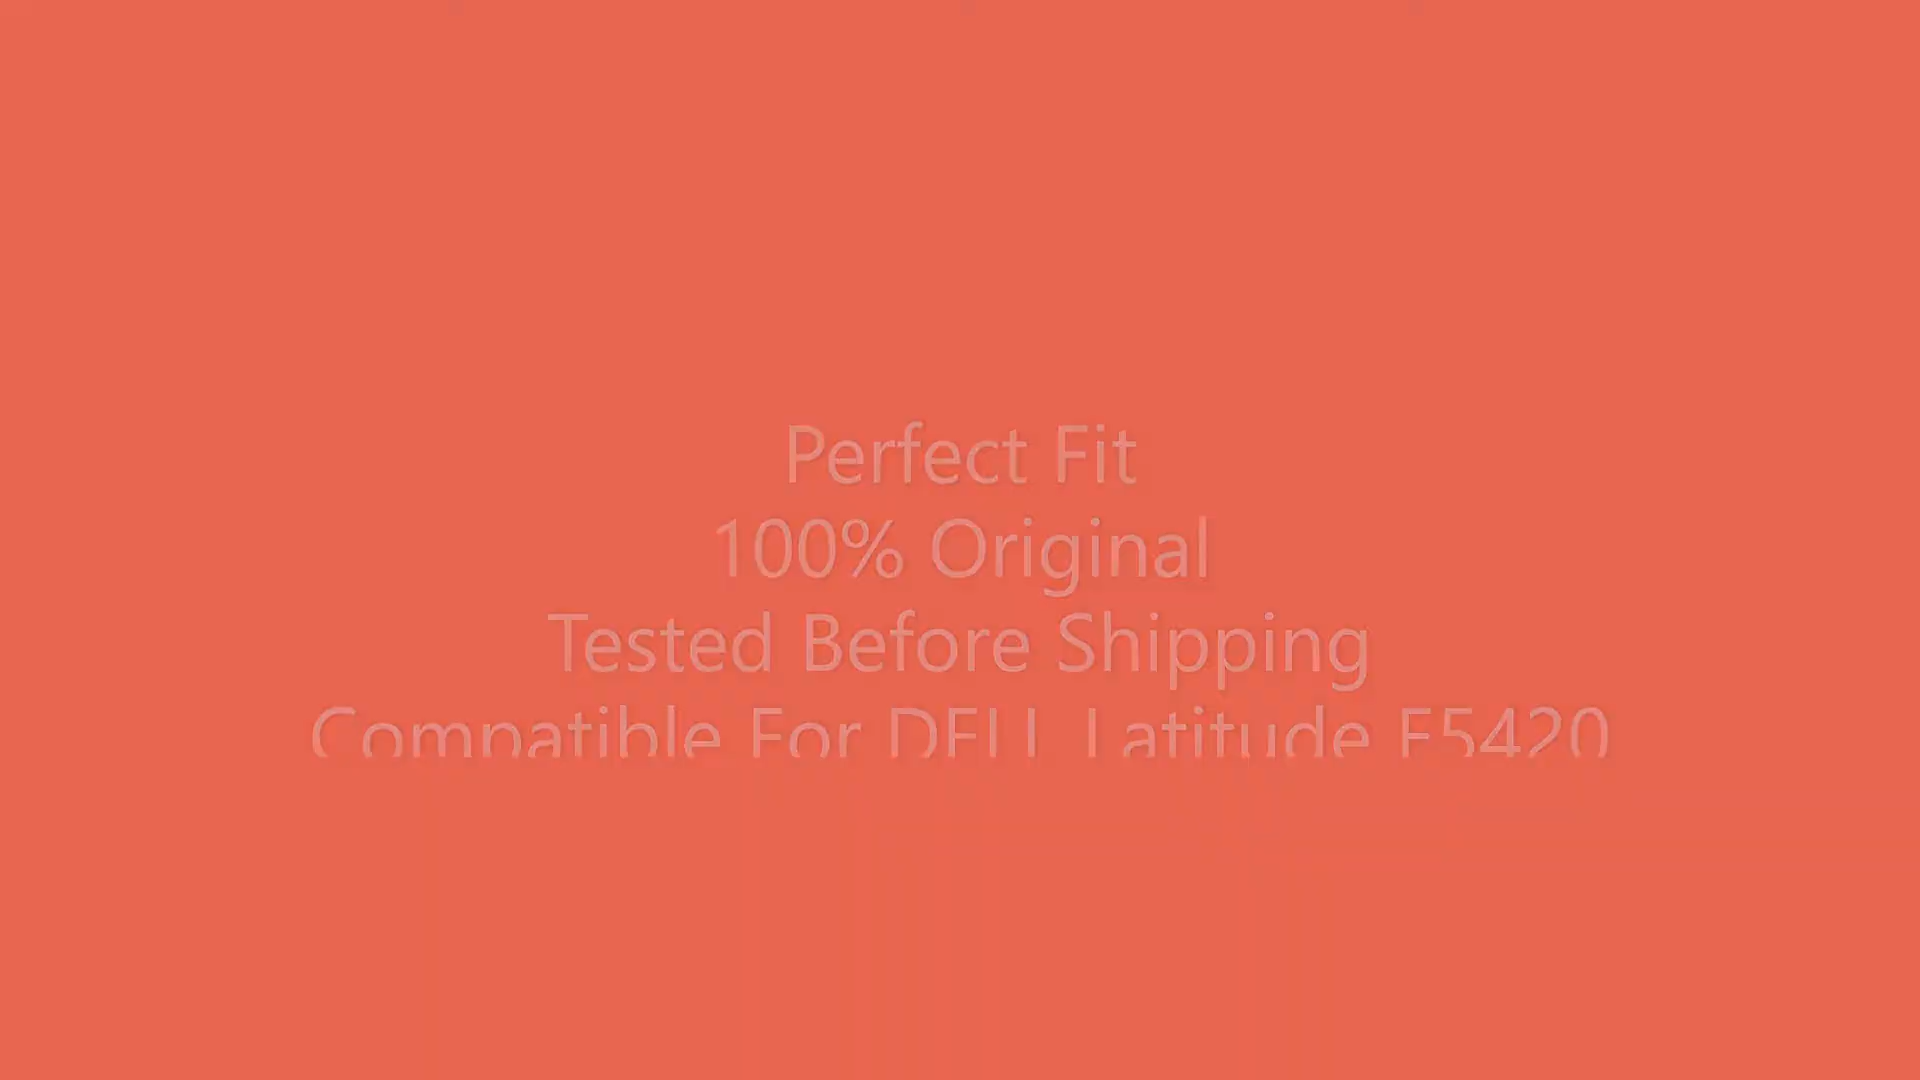 Perfect Fit
100% Original
Tested Before Shipping
Compatible For DELL Latitude E5420